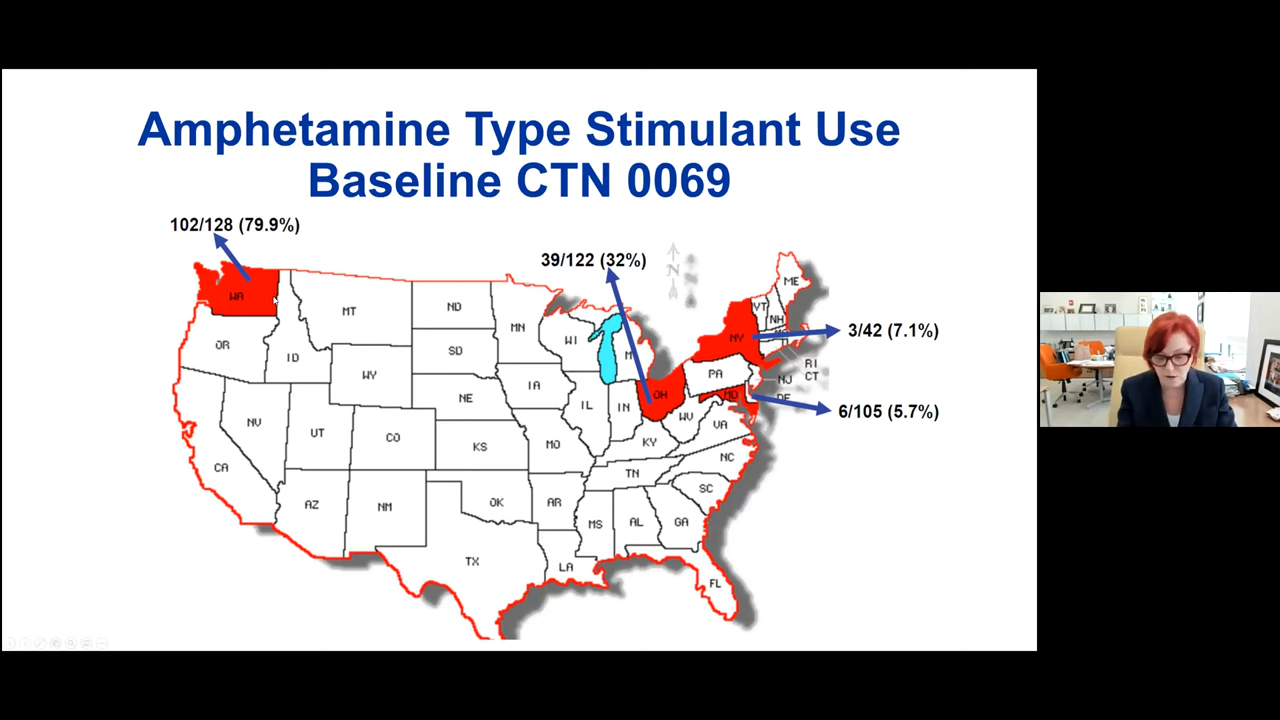 Amphetamine Type Stimulant Use
Baseline CTN 0069
102/128 (79.9%)
39/122 (32%)
3/42 (7.1%)
6/105 (5.7%)
WA
OR
CA
NV
ID
MT
WY
UT
AZ
CO
NM
ND
SD
NE
KS
OK
TX
MN
IA
MO
AR
LA
WI
IL
IN
OH
KY
TN
MS
AL
GA
FL
SC
NC
VA
WV
MD
DE
NJ
PA
NY
VT
NH
ME
RI
CT
N
N